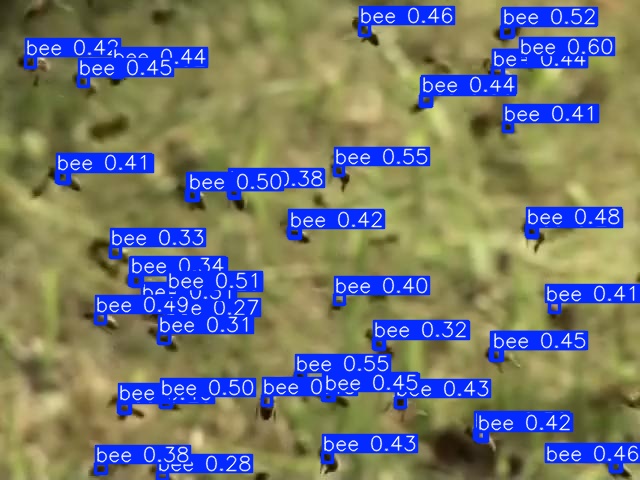 bee 0.46
bee 0.52
bee 0.42
bee 0.60
0.44
0.44
bee 0.45
bee 0.44
bee 0.41
bee 0.55
bee 0.41
bee 0.50
0.38
bee 0.42
bee 0.48
bee 0.33
bee 0.34
bee 0.51
bee 0.40
bee 0.41
bee 0.49
0.27
bee 0.31
bee 0.32
bee 0.45
bee 0.55
bee 0.50
bee
bee 0.45
bee 0.43
bee
bee 0.42
bee 0.43
bee 0.38
bee 0.28
bee 0.46